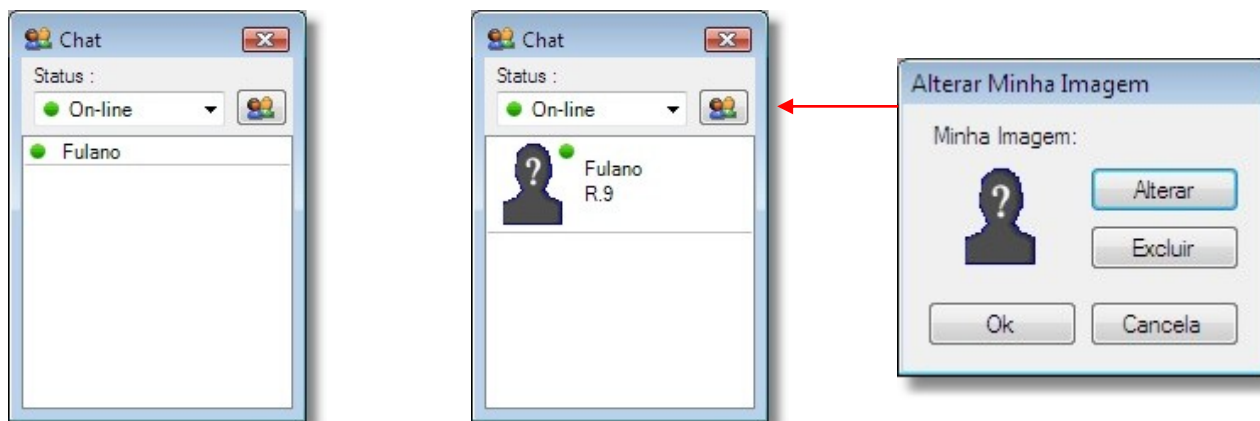 Chat
Status :
On-line
Fulano
Chat
Status :
On-line
?
Fulano
R.9
Alterar Minha Imagem
Minha Imagem:
?
Alterar
Excluir
Ok
Cancela